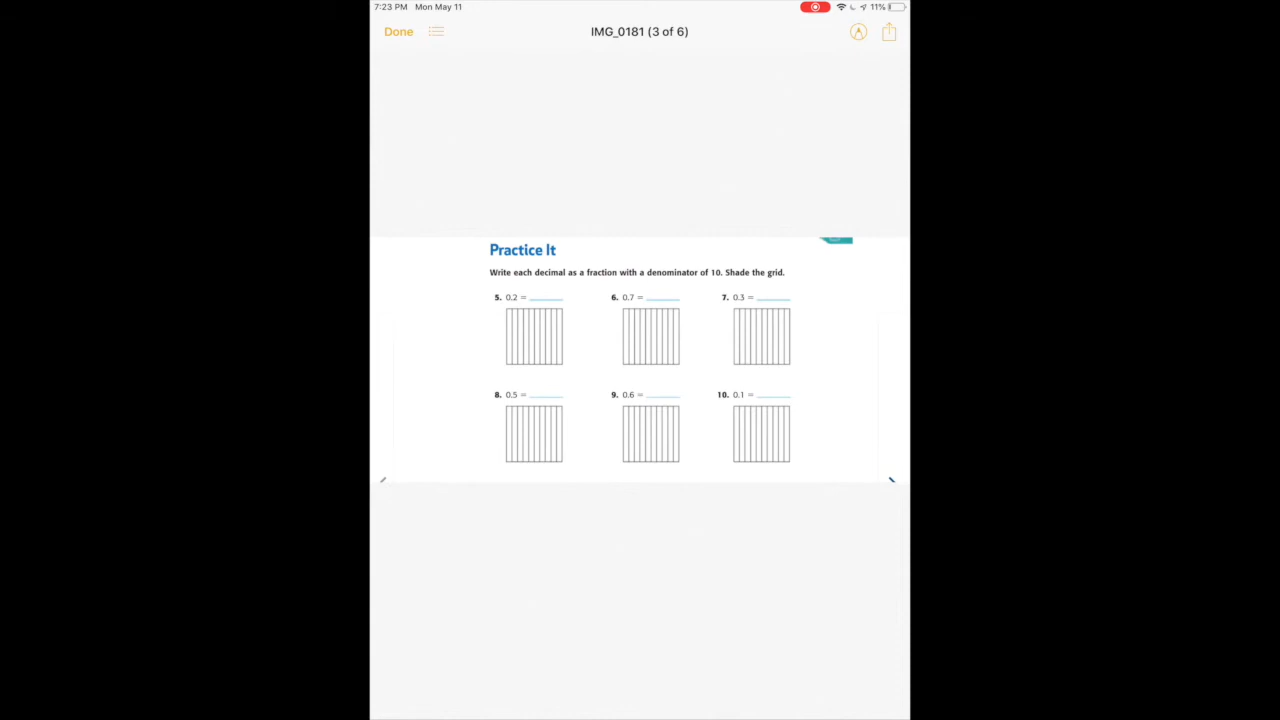 7:23 PM Mon May 11 11%
Done IMG_0181 (3 of 6)
Practice It
Write each decimal as a fraction with a denominator of 10. Shade the grid.
5. 0.2 = 6. 0.7 = 7. 0.3 =
8. 0.5 = 9. 0.6 = 10. 0.1 =